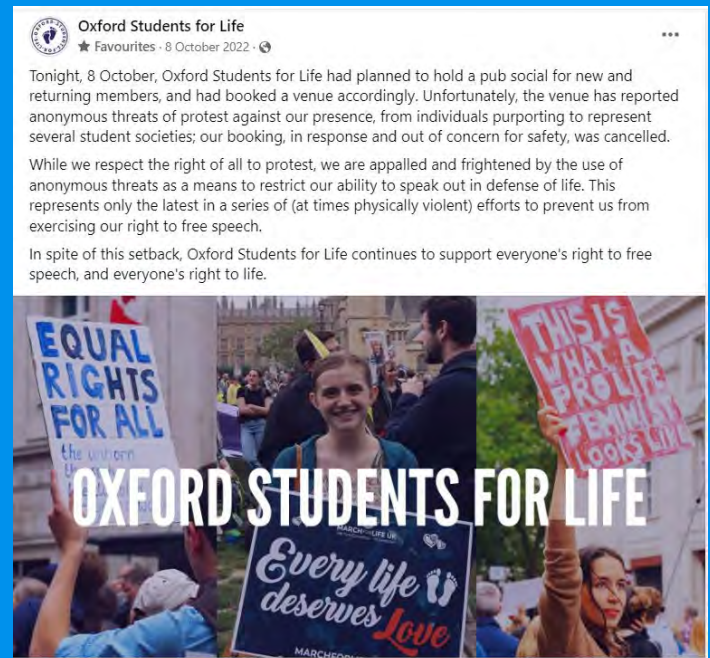 Oxford Students for Life
Favourites · 8 October 2022 ·
Tonight, 8 October, Oxford Students for Life had planned to hold a pub social for new and
returning members, and had booked a venue accordingly. Unfortunately, the venue has reported
anonymous threats of protest against our presence, from individuals purporting to represent
several student societies; our booking, in response and out of concern for safety, was cancelled.
While we respect the right of all to protest, we are appalled and frightened by the use of
anonymous threats as a means to restrict our ability to speak out in defense of life. This
represents only the latest in a series of (at times physically violent) efforts to prevent us from
exercising our right to free speech.
In spite of this setback, Oxford Students for Life continues to support everyone's right to free
speech, and everyone's right to life.
EQUAL
RIGHTS
FOR ALL
the unborn
THIS IS
WHAT A
PRO LIFE
FEMINIST
LOOKS LIKE
OXFORD STUDENTS FOR LIFE
MARCH FOR LIFE UK
Every life
deserves
Love